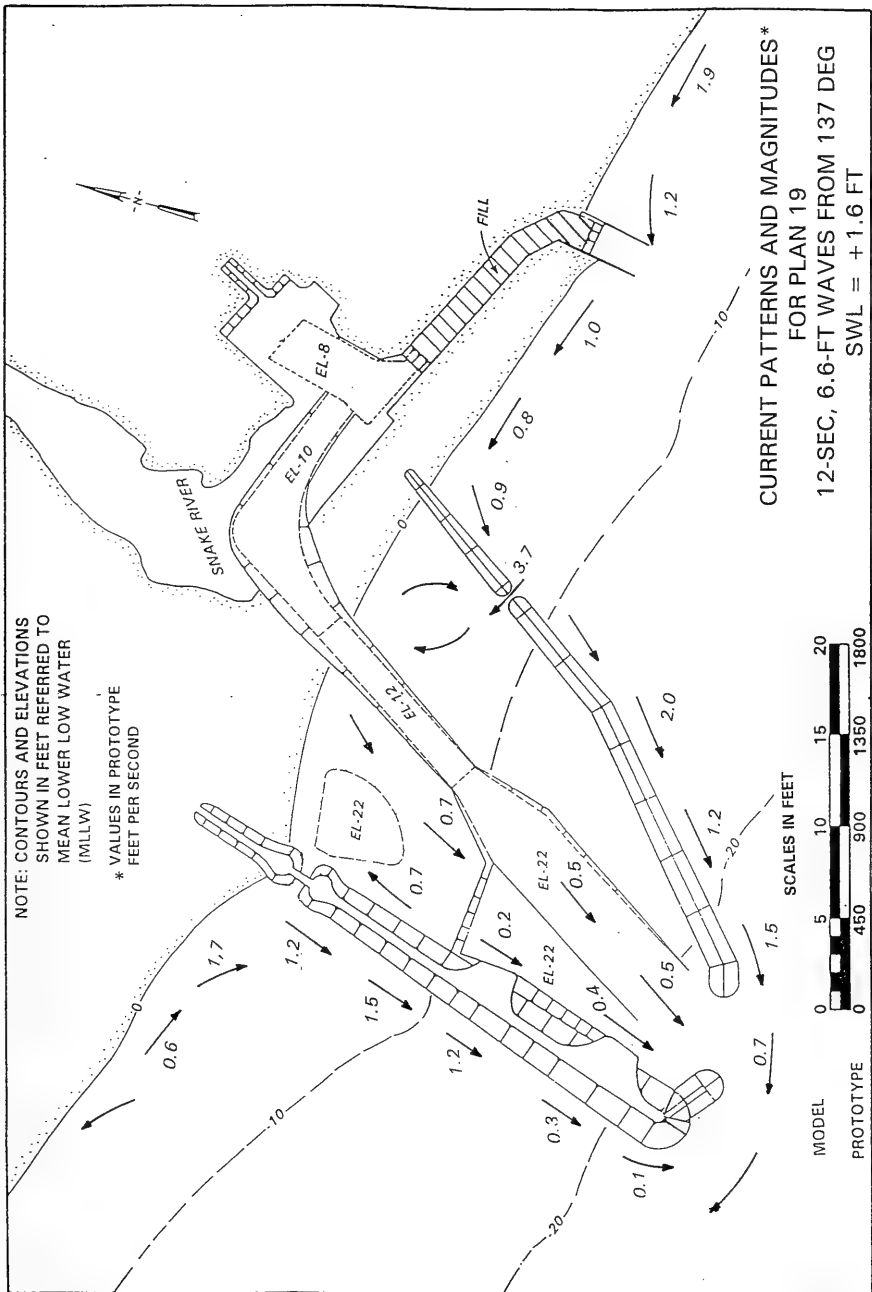 NOTE: CONTOURS AND ELEVATIONS
SHOWN IN FEET REFERRED TO
MEAN LOWER LOW WATER
(MLLW)
* VALUES IN PROTOTYPE
FEET PER SECOND
-N-
SNAKE RIVER
EL-8
EL-10
FILL
EL-12
EL-22
EL-22
EL-22
0
0
-10
-10
-20
-20
1.9
1.2
1.0
0.8
0.9
3.7
2.0
1.2
1.5
0.7
0.6
1,7
1.2
1.5
1.2
0.3
0.1
0.7
0.7
0.2
0.5
0.4
0.5
CURRENT PATTERNS AND MAGNITUDES*
FOR PLAN 19
12-SEC, 6.6-FT WAVES FROM 137 DEG
SWL = +1.6 FT
SCALES IN FEET
MODEL 0 5 10 15 20
PROTOTYPE 0 450 900 1350 1800